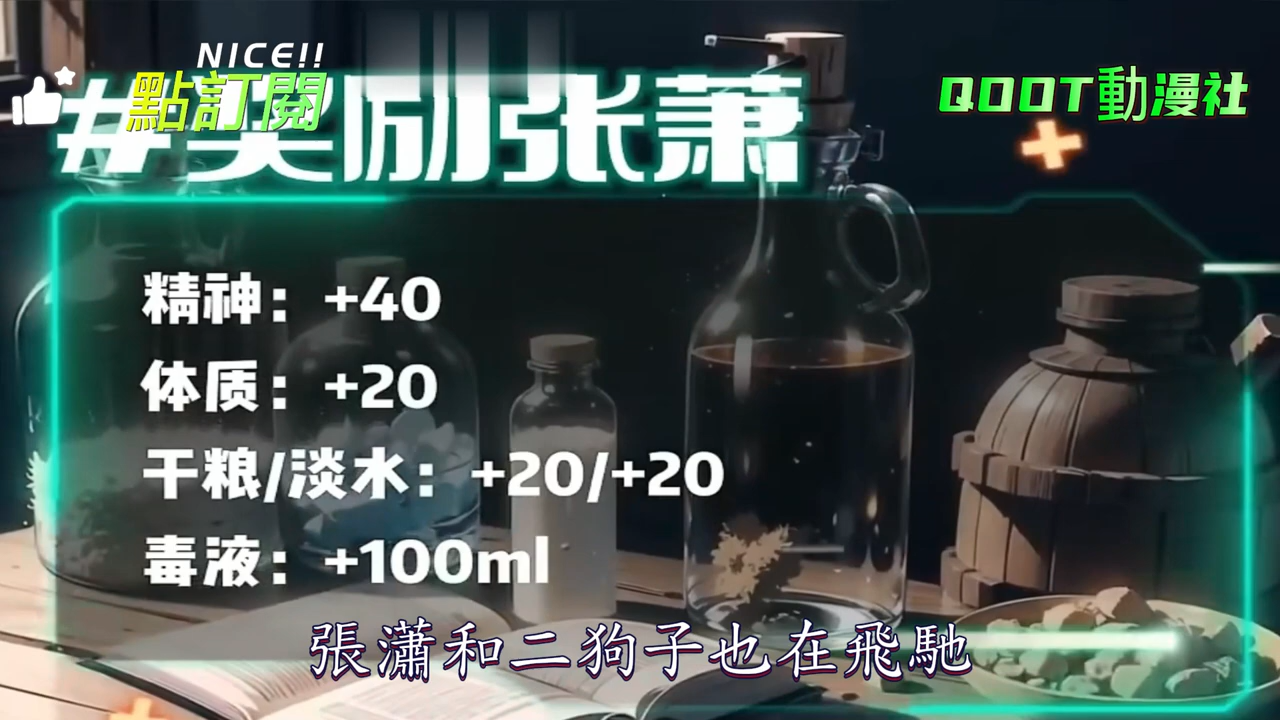 NICE!!
點訂閱
QOOT動漫社
#奖励张萧
精神：+40
体质：+20
干粮/淡水：+20/+20
毒液：+100ml
張瀟和二狗子也在飛馳